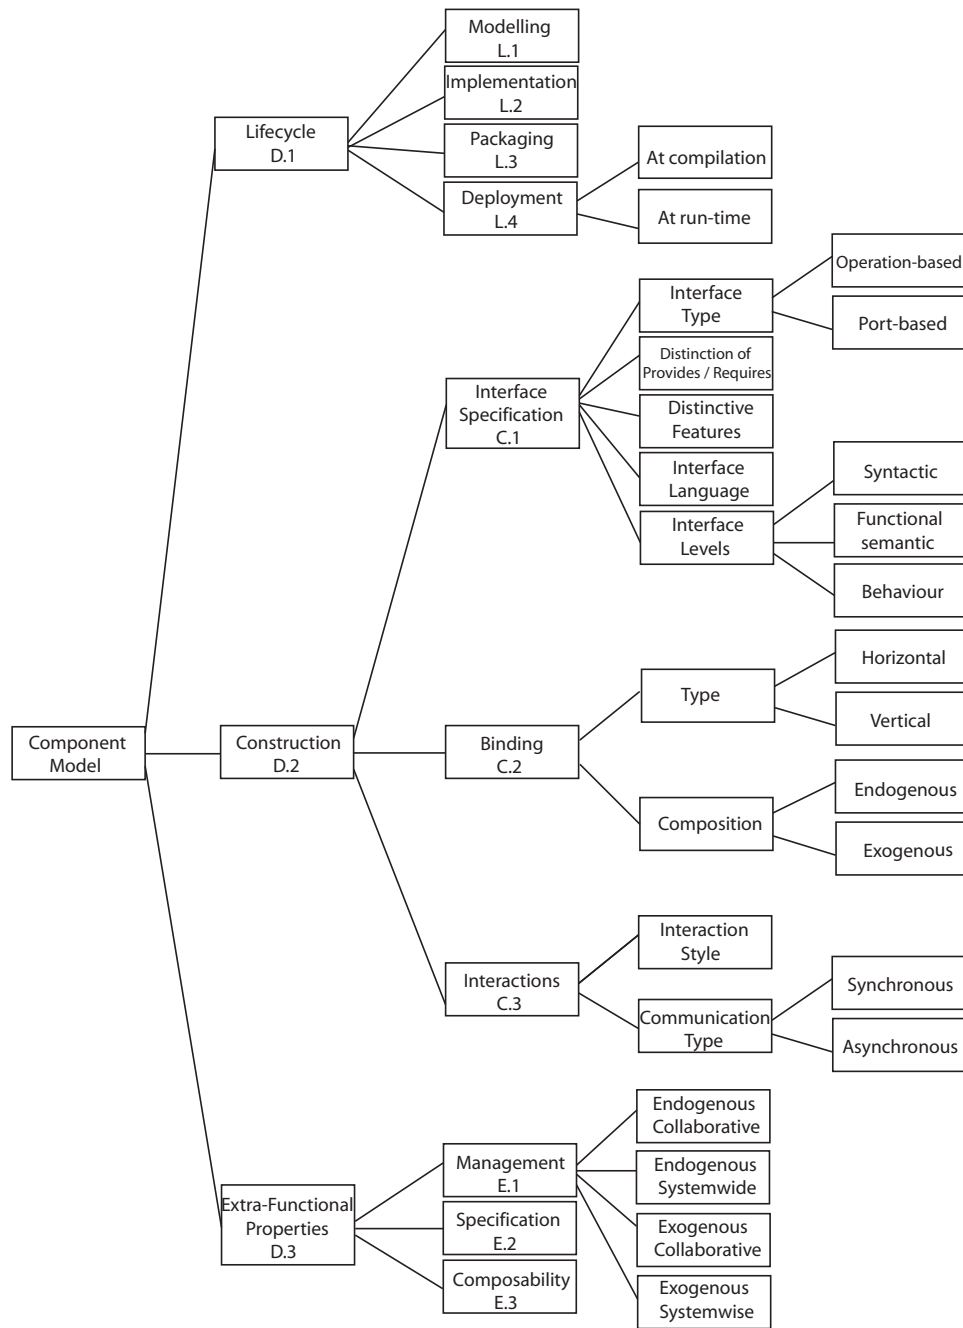 Modelling
L.1
Implementation
L.2
Lifecycle
D.1
Packaging
L.3
At compilation
Deployment
L.4
At run-time
Operation-based
Interface
Type
Port-based
Distinction of
Provides / Requires
Interface
Specification
C.1
Distinctive
Features
Interface
Language
Syntactic
Interface
Levels
Functional
semantic
Behaviour
Horizontal
Type
Vertical
Component
Model
Construction
D.2
Binding
C.2
Endogenous
Composition
Exogenous
Interaction
Style
Interactions
C.3
Synchronous
Communication
Type
Asynchronous
Endogenous
Collaborative
Management
E.1
Endogenous
Systemwide
Extra-Functional
Properties
D.3
Specification
E.2
Exogenous
Collaborative
Composability
E.3
Exogenous
Systemwise